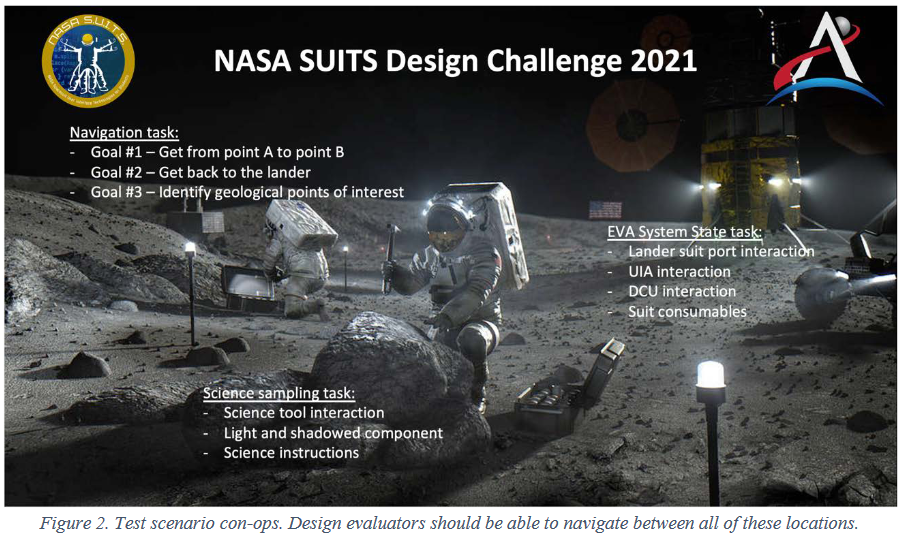 NASA S.U.I.T.S
NASA SUITS Design Challenge 2021
Navigation task:
- Goal #1 – Get from point A to point B
- Goal #2 – Get back to the lander
- Goal #3 – Identify geological points of interest
EVA System State task:
- Lander suit port interaction
- UIA interaction
- DCU interaction
- Suit consumables
Science sampling task:
- Science tool interaction
- Light and shadowed component
- Science instructions
Figure 2. Test scenario con-ops. Design evaluators should be able to navigate between all of these locations.